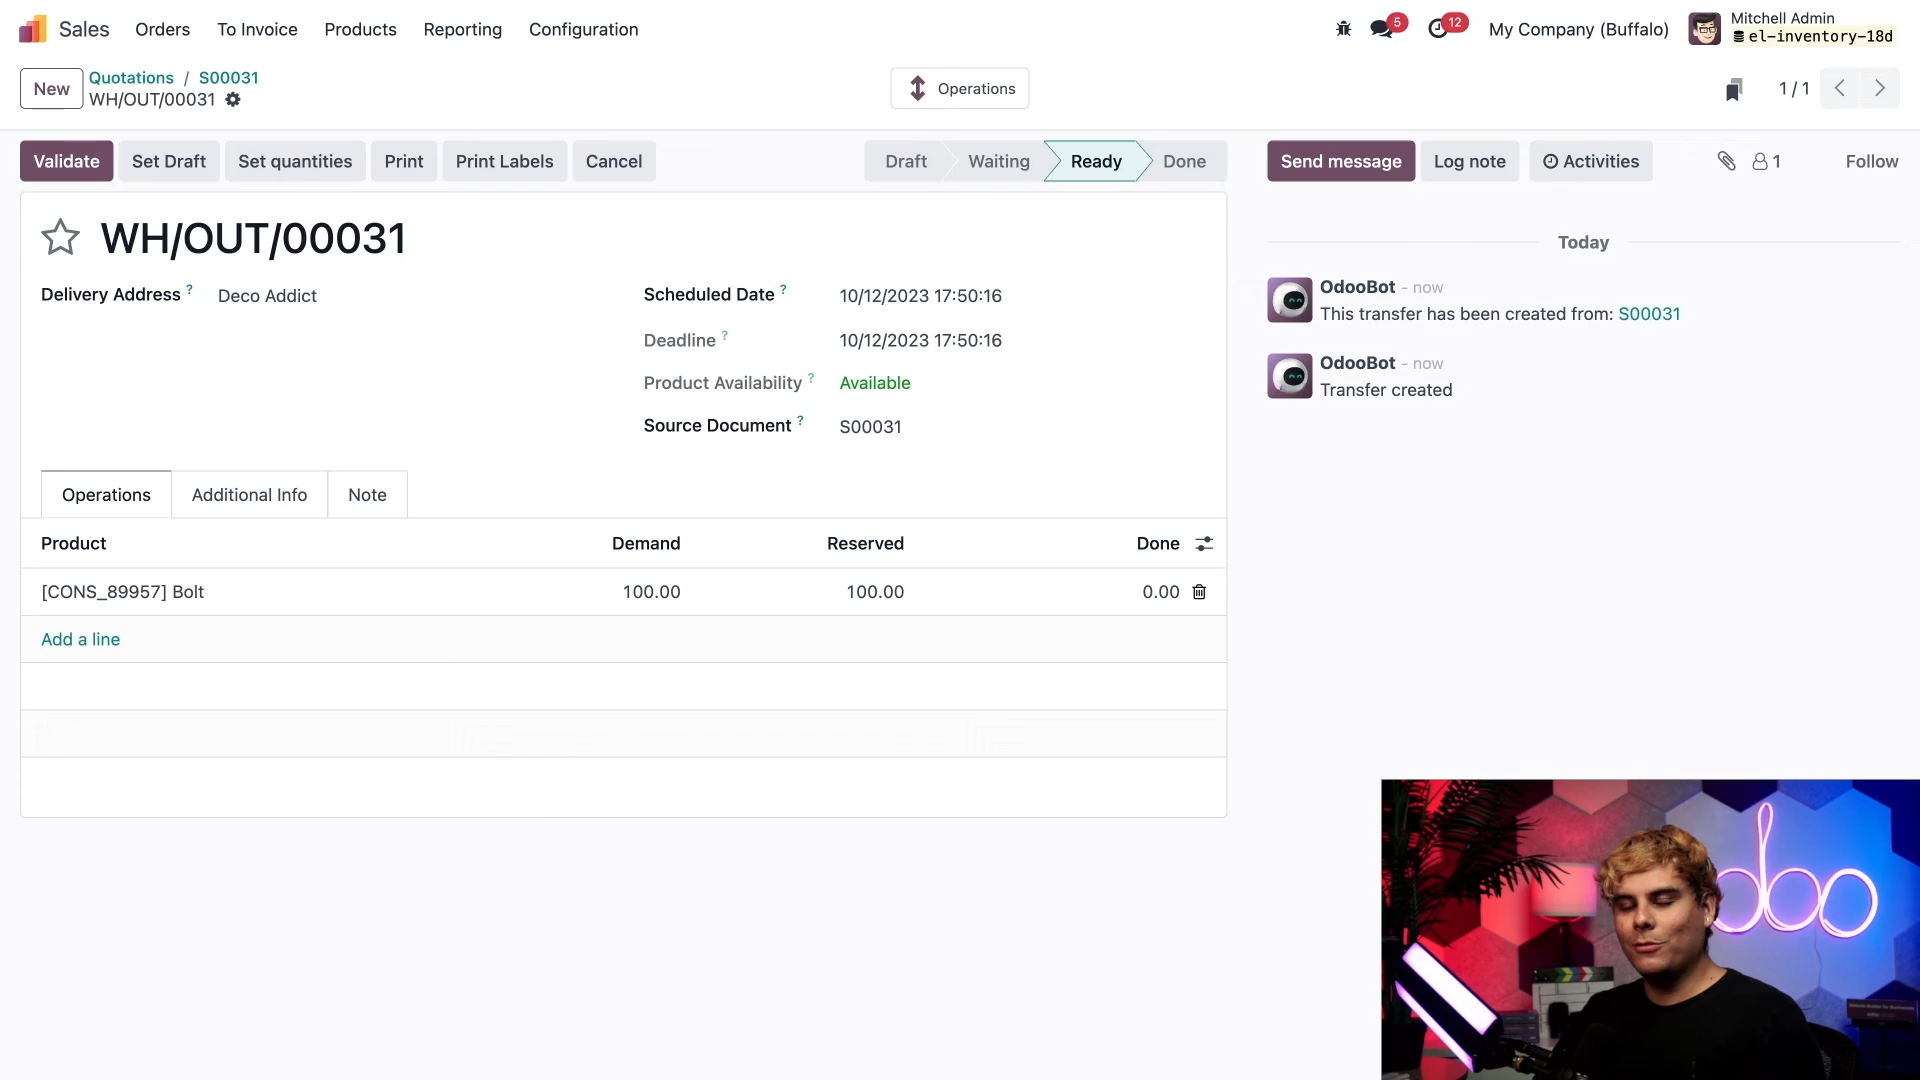 Sales
Orders
To Invoice
Products
Reporting
Configuration
5
12
My Company (Buffalo)
Mitchell Admin
el-inventory-18d
New
Quotations / S00031
WH/OUT/00031
Operations
1 / 1
Validate
Set Draft
Set quantities
Print
Print Labels
Cancel
Draft
Waiting
Ready
Done
Send message
Log note
Activities
1
Follow
WH/OUT/00031
Delivery Address ?
Deco Addict
Scheduled Date ?
10/12/2023 17:50:16
Deadline ?
10/12/2023 17:50:16
Product Availability ?
Available
Source Document ?
S00031
Today
OdooBot - now
This transfer has been created from: S00031
OdooBot - now
Transfer created
Operations
Additional Info
Note
Product
Demand
Reserved
Done
[CONS_89957] Bolt
100.00
100.00
0.00
Add a line
odoo